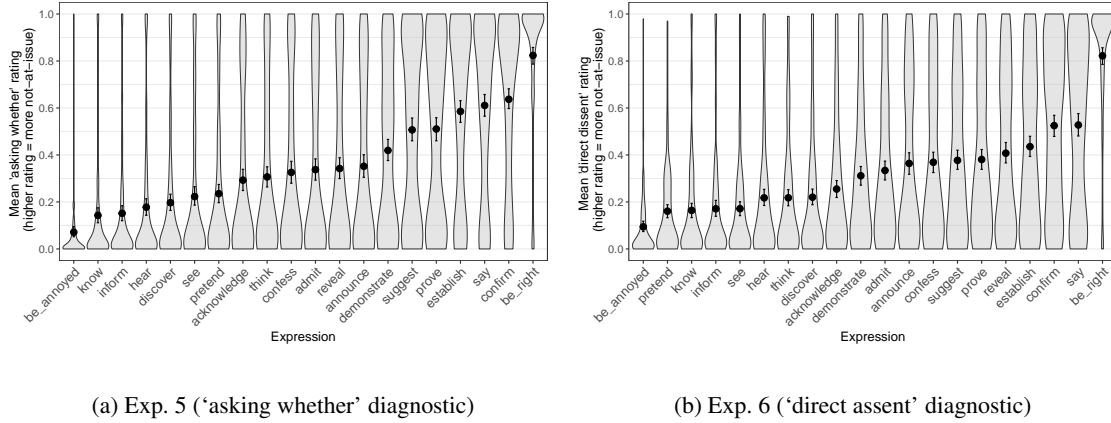 Mean 'asking whether' rating
(higher rating = more not−at−issue)
1.0
0.8
0.6
0.4
0.2
0.0
be_annoyed
know
inform
hear
discover
see
pretend
acknowledge
think
confess
admit
reveal
announce
demonstrate
suggest
prove
establish
say
confirm
be_right
Expression
(a) Exp. 5 (‘asking whether’ diagnostic)
Mean 'direct dissent' rating
(higher rating = more not−at−issue)
1.0
0.8
0.6
0.4
0.2
0.0
be_annoyed
pretend
know
inform
see
hear
think
discover
acknowledge
demonstrate
admit
announce
confess
suggest
prove
reveal
establish
confirm
say
be_right
Expression
(b) Exp. 6 (‘direct assent’ diagnostic)